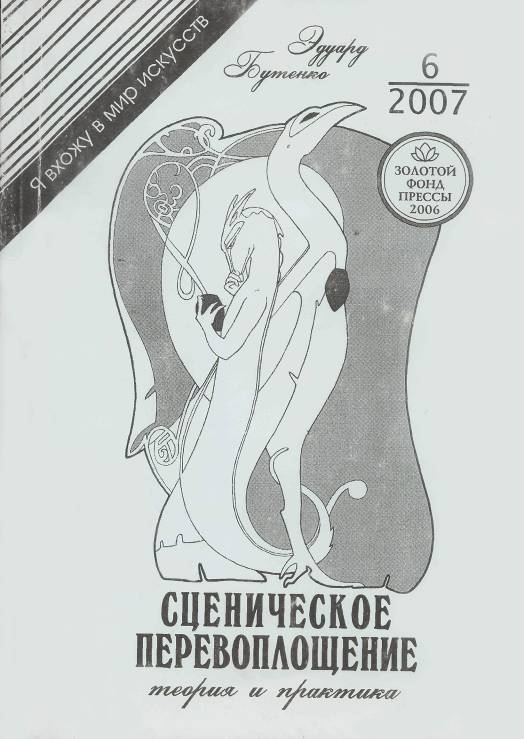 Я вхожу в мир искусств
Эдуард
Бутенко
6
2007
ЗОЛОТОЙ
ФОНД
ПРЕССЫ
2006
СЦЕНИЧЕСКОЕ
ПЕРЕВОПЛОЩЕНИЕ
теория и практика